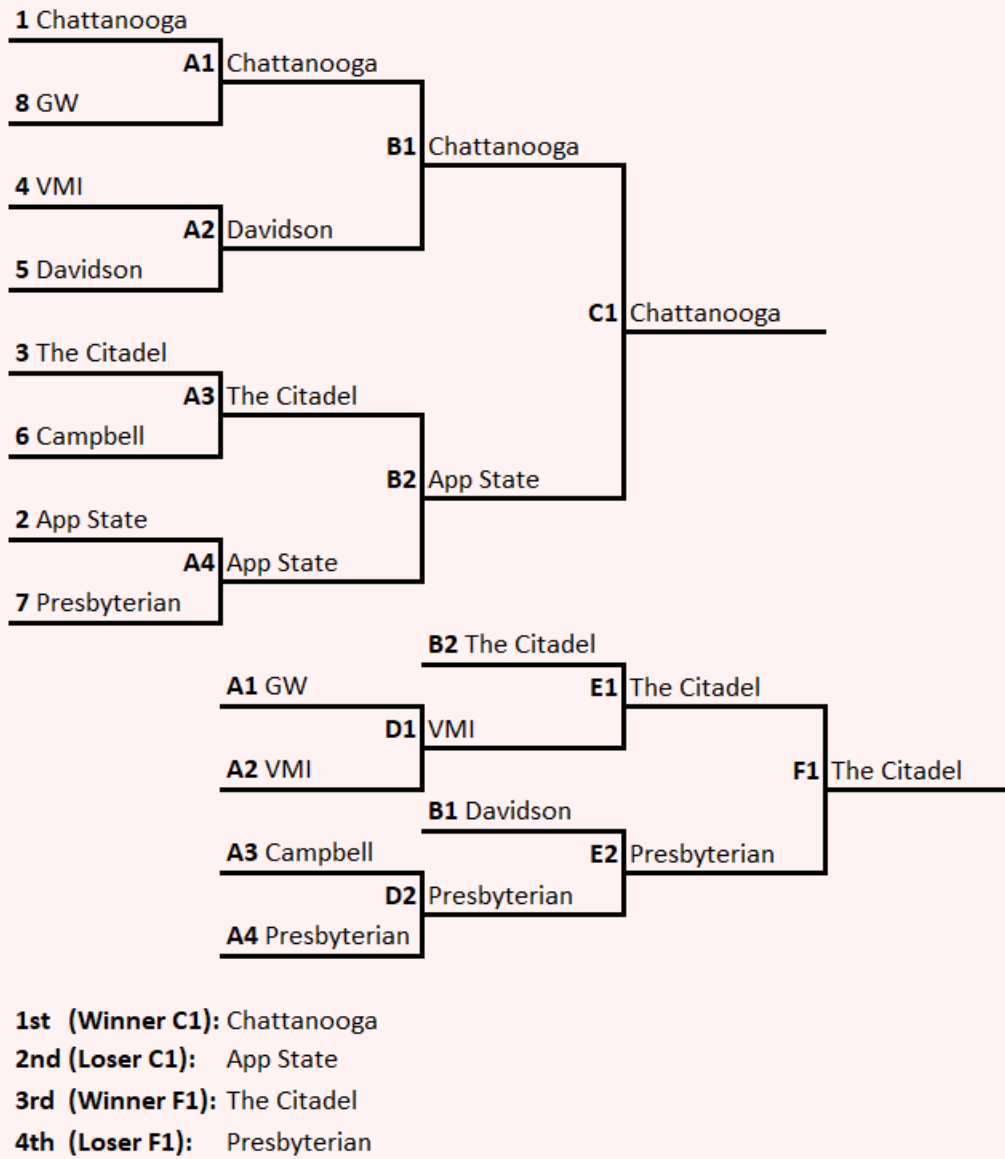 1 Chattanooga
A1 Chattanooga
8 GW
B1 Chattanooga
4 VMI
A2 Davidson
5 Davidson
C1 Chattanooga
3 The Citadel
A3 The Citadel
6 Campbell
B2 App State
2 App State
A4 App State
7 Presbyterian
B2 The Citadel
A1 GW
E1 The Citadel
D1 VMI
A2 VMI
F1 The Citadel
B1 Davidson
A3 Campbell
E2 Presbyterian
D2 Presbyterian
A4 Presbyterian
1st (Winner C1): Chattanooga
2nd (Loser C1): App State
3rd (Winner F1): The Citadel
4th (Loser F1): Presbyterian